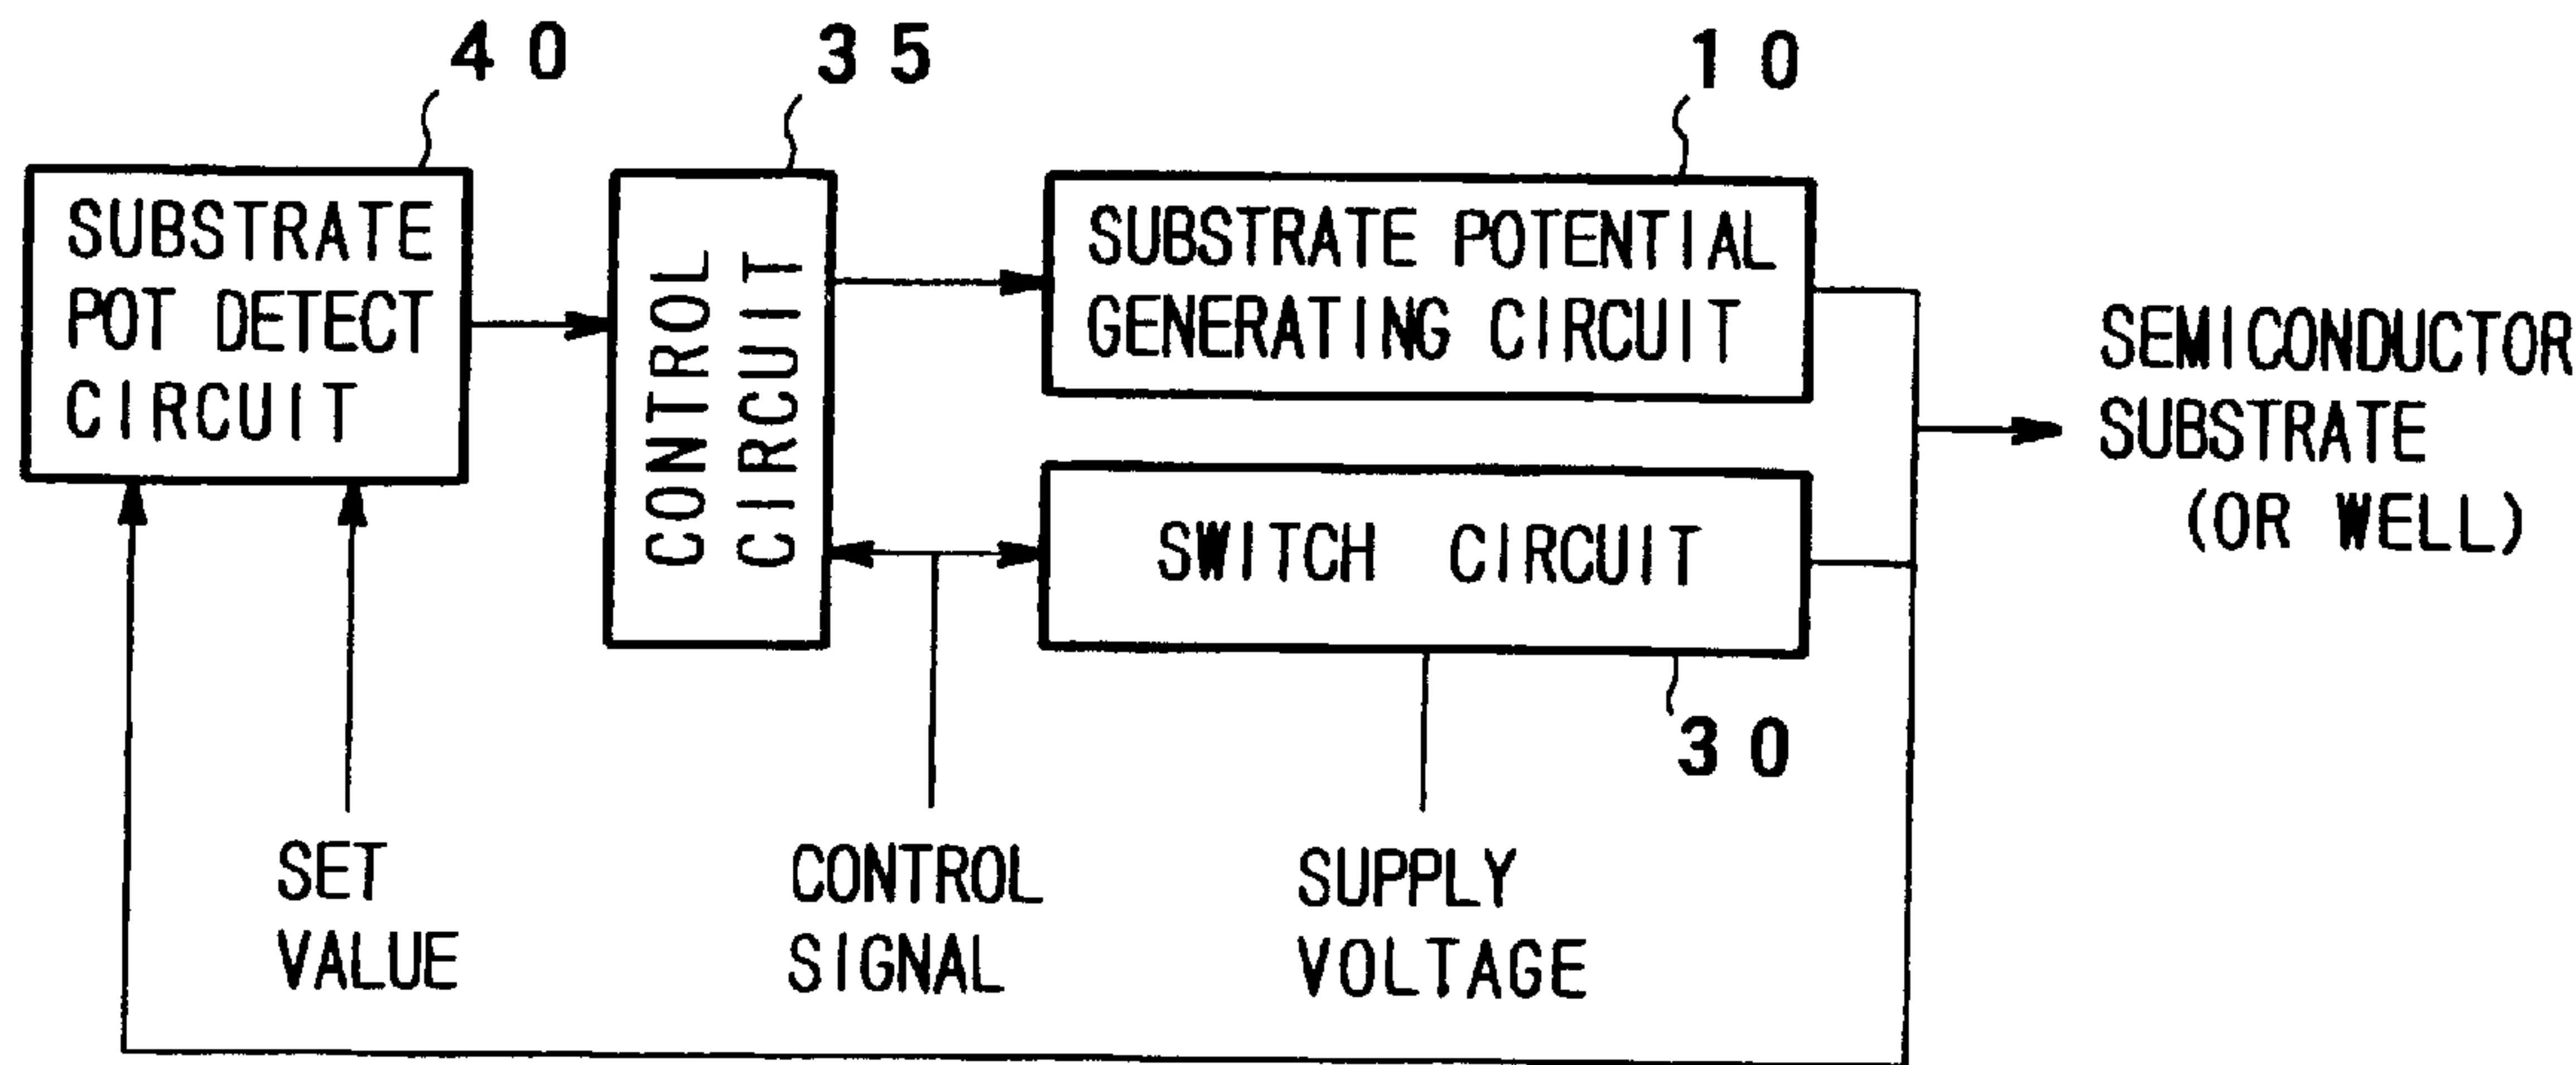 40
35
10
SUBSTRATE
POT DETECT
CIRCUIT
CONTROL
CIRCUIT
SUBSTRATE POTENTIAL
GENERATING CIRCUIT
SWITCH CIRCUIT
30
SEMICONDUCTOR
SUBSTRATE
(OR WELL)
SET
VALUE
CONTROL
SIGNAL
SUPPLY
VOLTAGE